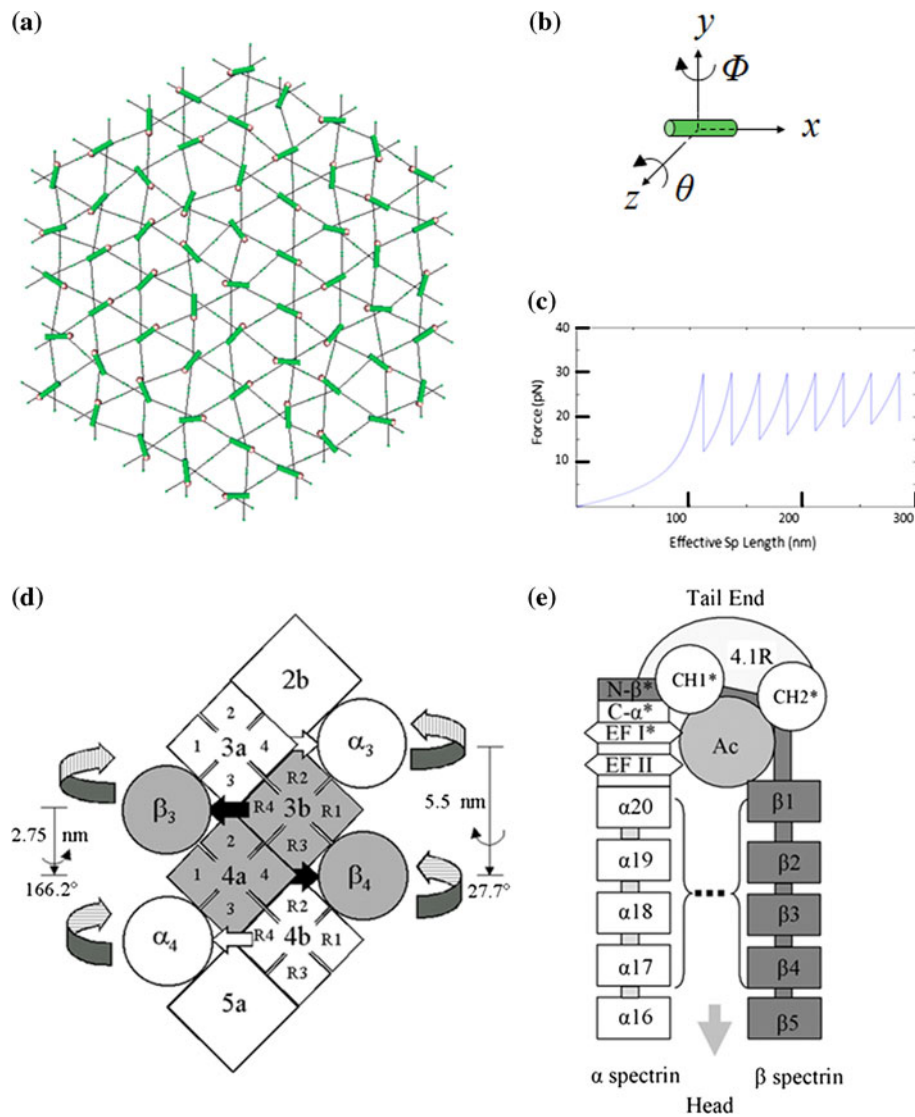 (a)
(b)
y
Φ
x
z
θ
(c)
40
30
20
10
Force (pN)
100
200
300
Effective Sp Length (nm)
(d)
2b
2
1 3a 4
3
α3
β3
R2
R4 3b R1
R3
5.5 nm
2.75 nm
2
1 4a 4
3
β4
166.2°
27.7°
α4
R2
R4 4b R1
R3
5a
(e)
Tail End
4.1R
N-β*
CH1*
CH2*
C-α*
EF I*
Ac
EF II
α20
β1
α19
β2
α18
β3
α17
β4
α16
β5
α spectrin
β spectrin
Head